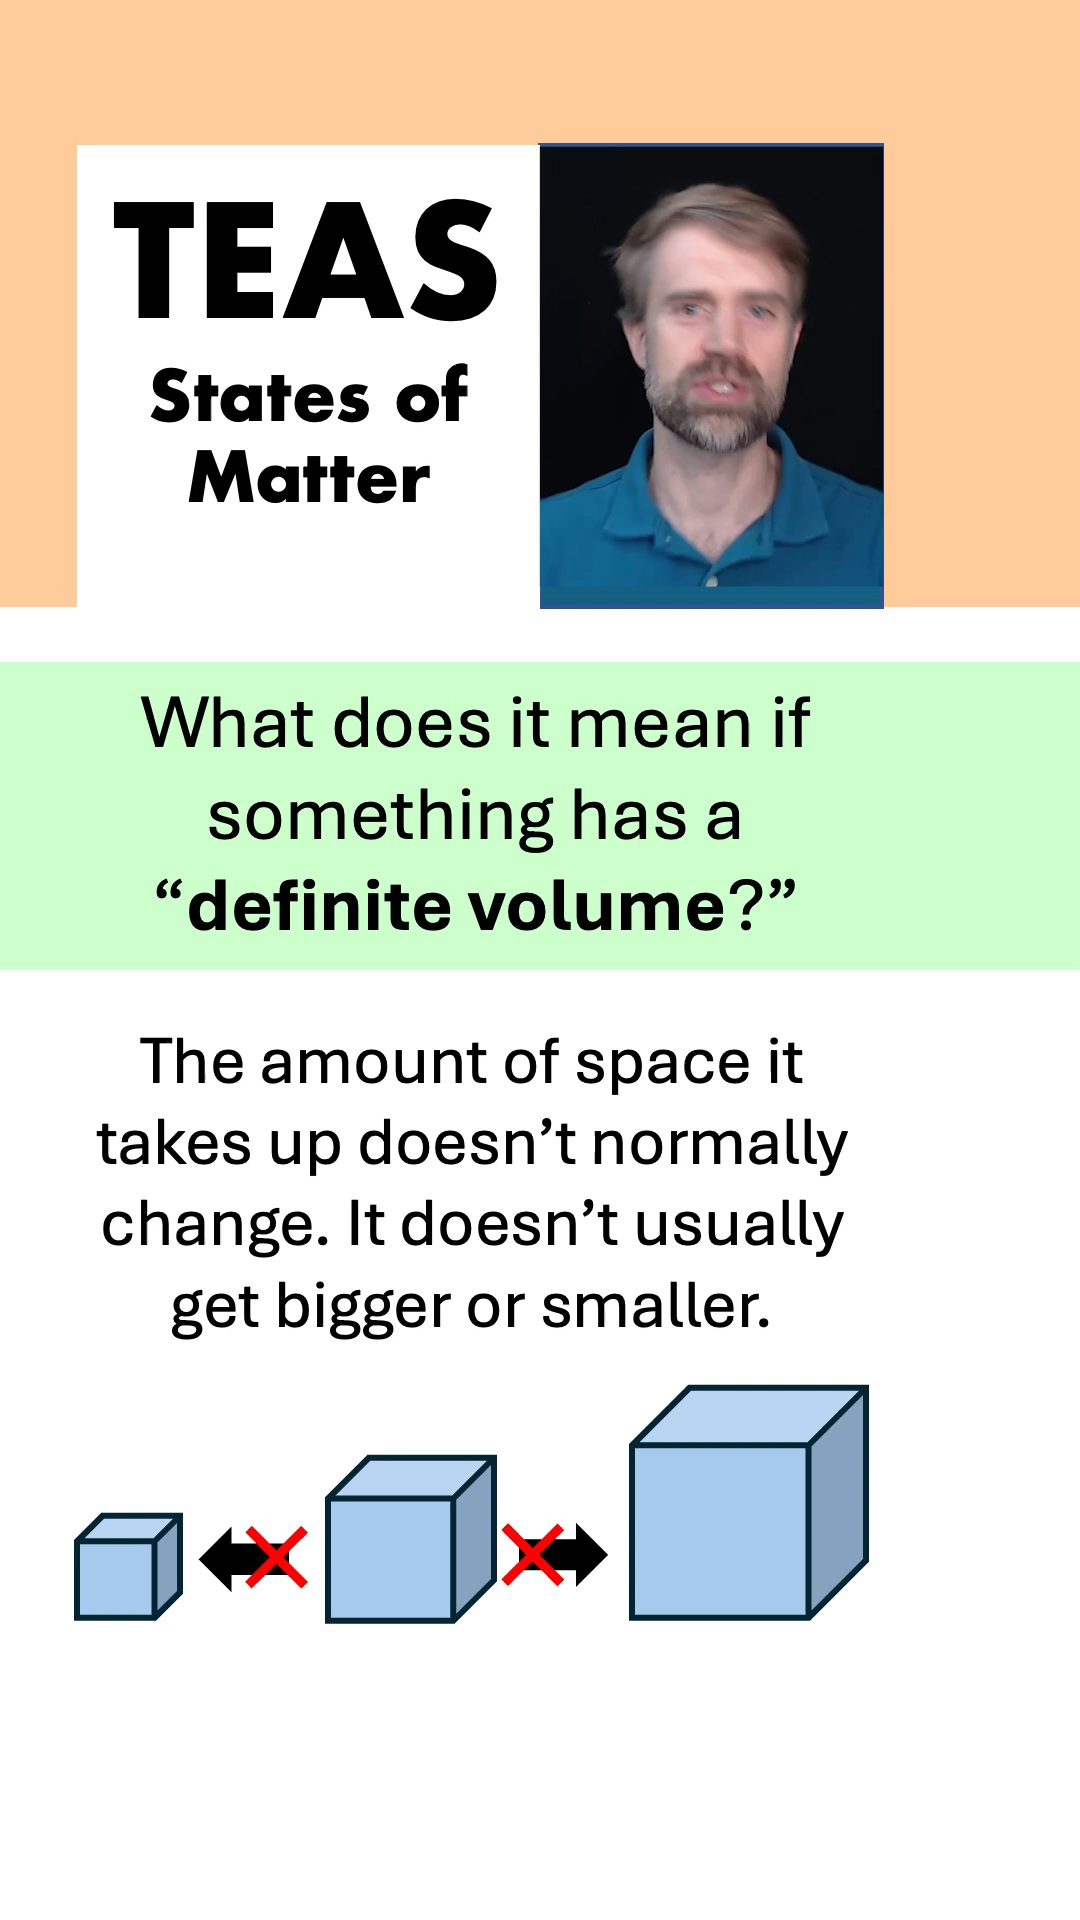 TEAS
States of
Matter
What does it mean if
something has a
“definite volume?”
The amount of space it
takes up doesn’t normally
change. It doesn’t usually
get bigger or smaller.